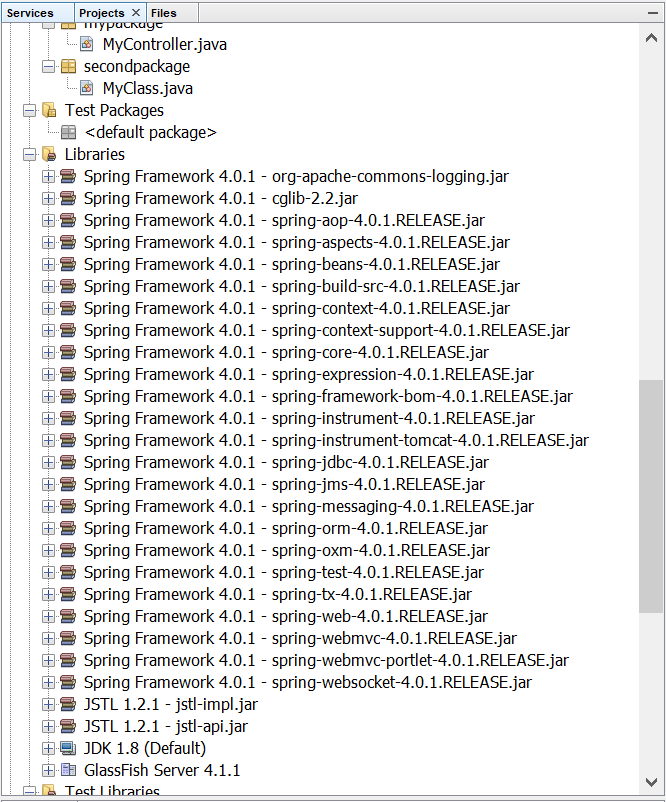 Services Projects Files
mypackage
MyController.java
secondpackage
MyClass.java
Test Packages
<default package>
Libraries
Spring Framework 4.0.1 - org-apache-commons-logging.jar
Spring Framework 4.0.1 - cglib-2.2.jar
Spring Framework 4.0.1 - spring-aop-4.0.1.RELEASE.jar
Spring Framework 4.0.1 - spring-aspects-4.0.1.RELEASE.jar
Spring Framework 4.0.1 - spring-beans-4.0.1.RELEASE.jar
Spring Framework 4.0.1 - spring-build-src-4.0.1.RELEASE.jar
Spring Framework 4.0.1 - spring-context-4.0.1.RELEASE.jar
Spring Framework 4.0.1 - spring-context-support-4.0.1.RELEASE.jar
Spring Framework 4.0.1 - spring-core-4.0.1.RELEASE.jar
Spring Framework 4.0.1 - spring-expression-4.0.1.RELEASE.jar
Spring Framework 4.0.1 - spring-framework-bom-4.0.1.RELEASE.jar
Spring Framework 4.0.1 - spring-instrument-4.0.1.RELEASE.jar
Spring Framework 4.0.1 - spring-instrument-tomcat-4.0.1.RELEASE.jar
Spring Framework 4.0.1 - spring-jdbc-4.0.1.RELEASE.jar
Spring Framework 4.0.1 - spring-jms-4.0.1.RELEASE.jar
Spring Framework 4.0.1 - spring-messaging-4.0.1.RELEASE.jar
Spring Framework 4.0.1 - spring-orm-4.0.1.RELEASE.jar
Spring Framework 4.0.1 - spring-oxm-4.0.1.RELEASE.jar
Spring Framework 4.0.1 - spring-test-4.0.1.RELEASE.jar
Spring Framework 4.0.1 - spring-tx-4.0.1.RELEASE.jar
Spring Framework 4.0.1 - spring-web-4.0.1.RELEASE.jar
Spring Framework 4.0.1 - spring-webmvc-4.0.1.RELEASE.jar
Spring Framework 4.0.1 - spring-webmvc-portlet-4.0.1.RELEASE.jar
Spring Framework 4.0.1 - spring-websocket-4.0.1.RELEASE.jar
JSTL 1.2.1 - jstl-impl.jar
JSTL 1.2.1 - jstl-api.jar
JDK 1.8 (Default)
GlassFish Server 4.1.1
Test Libraries